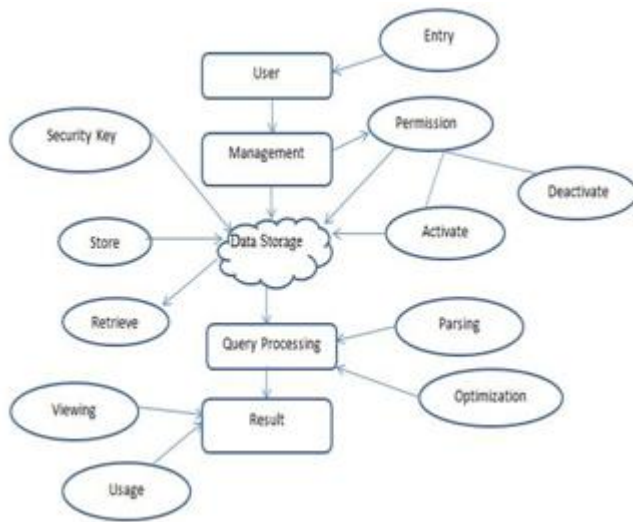 Entry
User
Security Key
Permission
Management
Deactivate
Store
Data Storage
Activate
Retrieve
Query Processing
Parsing
Viewing
Optimization
Result
Usage